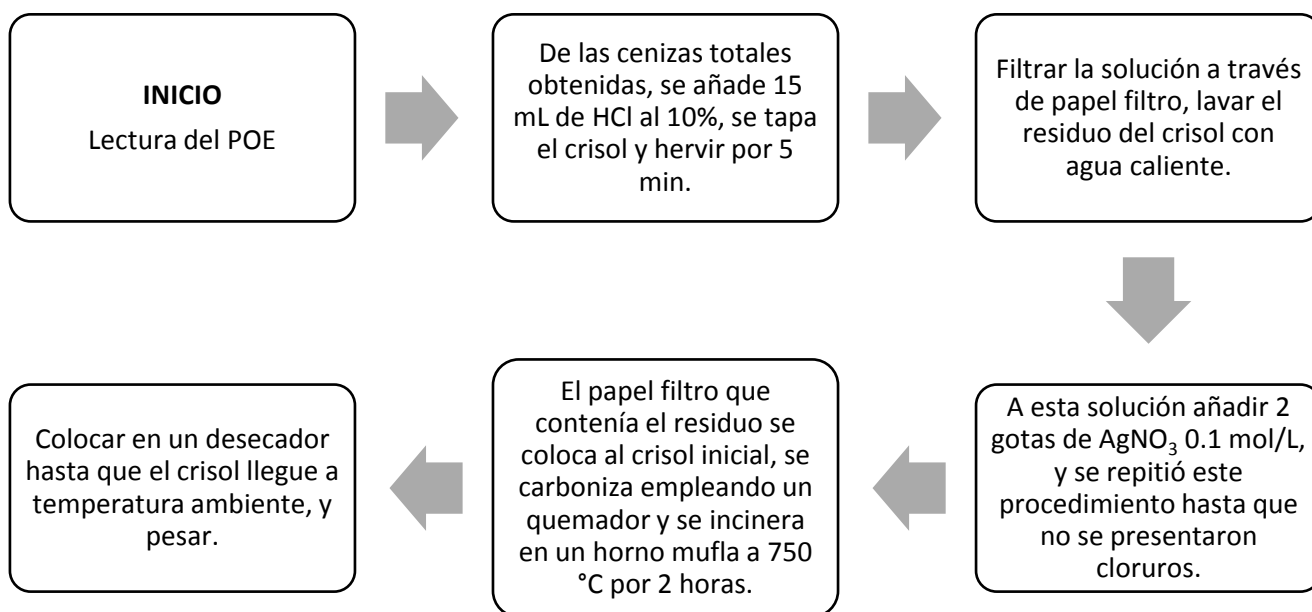 INICIO
Lectura del POE
De las cenizas totales
obtenidas, se añade 15
mL de HCl al 10%, se tapa
el crisol y hervir por 5
min.
Filtrar la solución a través
de papel filtro, lavar el
residuo del crisol con
agua caliente.
A esta solución añadir 2
gotas de AgNO₃ 0.1 mol/L,
y se repitió este
procedimiento hasta que
no se presentaron
cloruros.
El papel filtro que
contenía el residuo se
coloca al crisol inicial, se
carboniza empleando un
quemador y se incinera
en un horno mufla a 750
°C por 2 horas.
Colocar en un desecador
hasta que el crisol llegue a
temperatura ambiente, y
pesar.